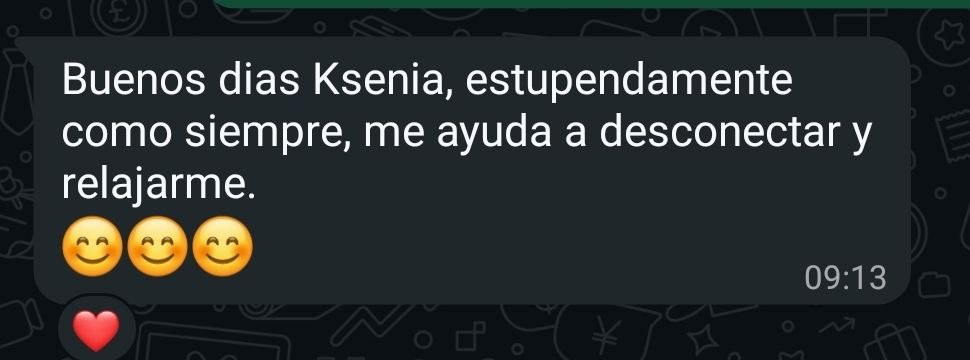 Buenos dias Ksenia, estupendamente
como siempre, me ayuda a desconectar y
relajarme.
😊😊😊
09:13
❤️